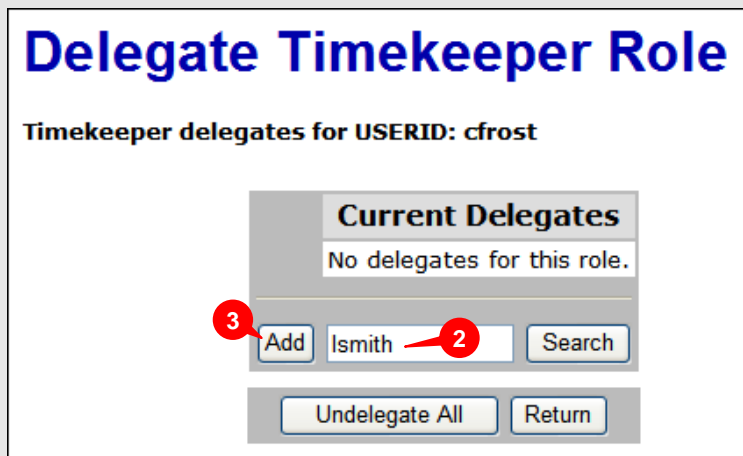 Delegate Timekeeper Role
Timekeeper delegates for USERID: cfrost
Current Delegates
No delegates for this role.
3
Add lsmith 2 Search
Undelegate All Return